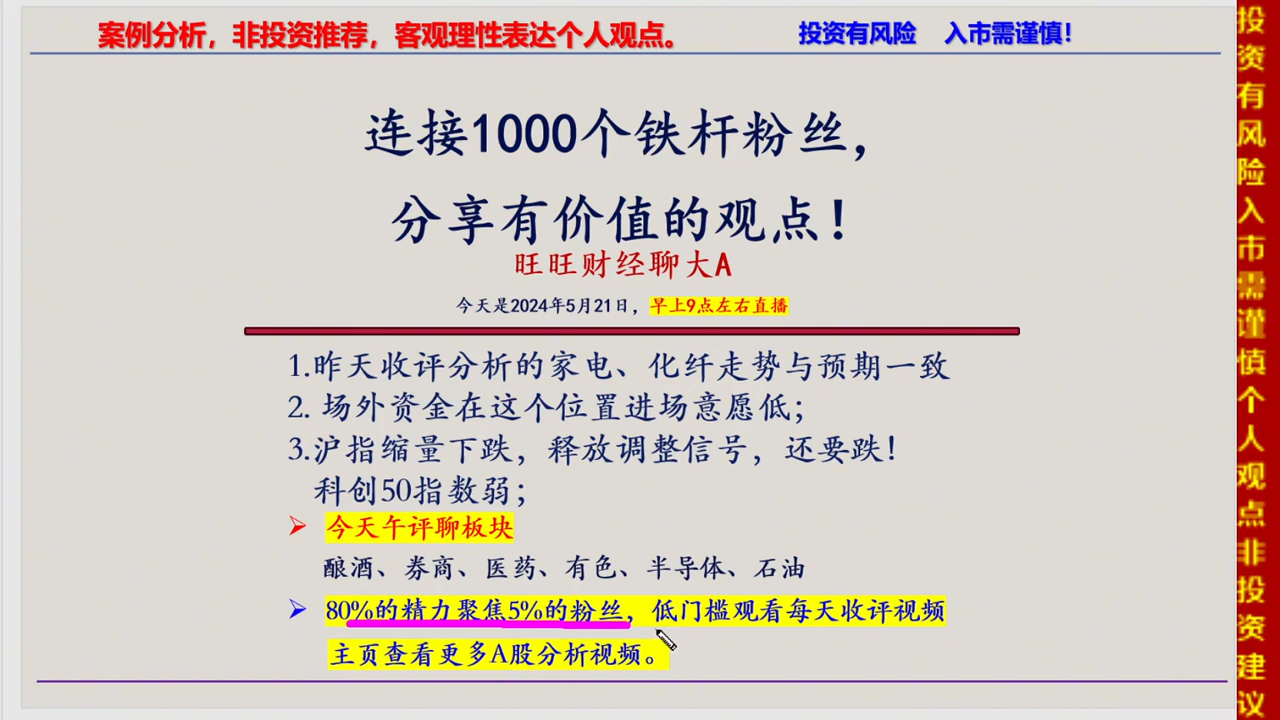 案例分析，非投资推荐，客观理性表达个人观点。
投资有风险 入市需谨慎！
连接1000个铁杆粉丝，
分享有价值的观点！
旺旺财经聊大A
今天是2024年5月21日，早上9点左右直播
1.昨天收评分析的家电、化纤走势与预期一致
2. 场外资金在这个位置进场意愿低；
3.沪指缩量下跌，释放调整信号，还要跌！
科创50指数弱；
今天午评聊板块
酿酒、券商、医药、有色、半导体、石油
80%的精力聚焦5%的粉丝，低门槛观看每天收评视频
主页查看更多A股分析视频。
投资有风险入市需谨慎个人观点非投资建议